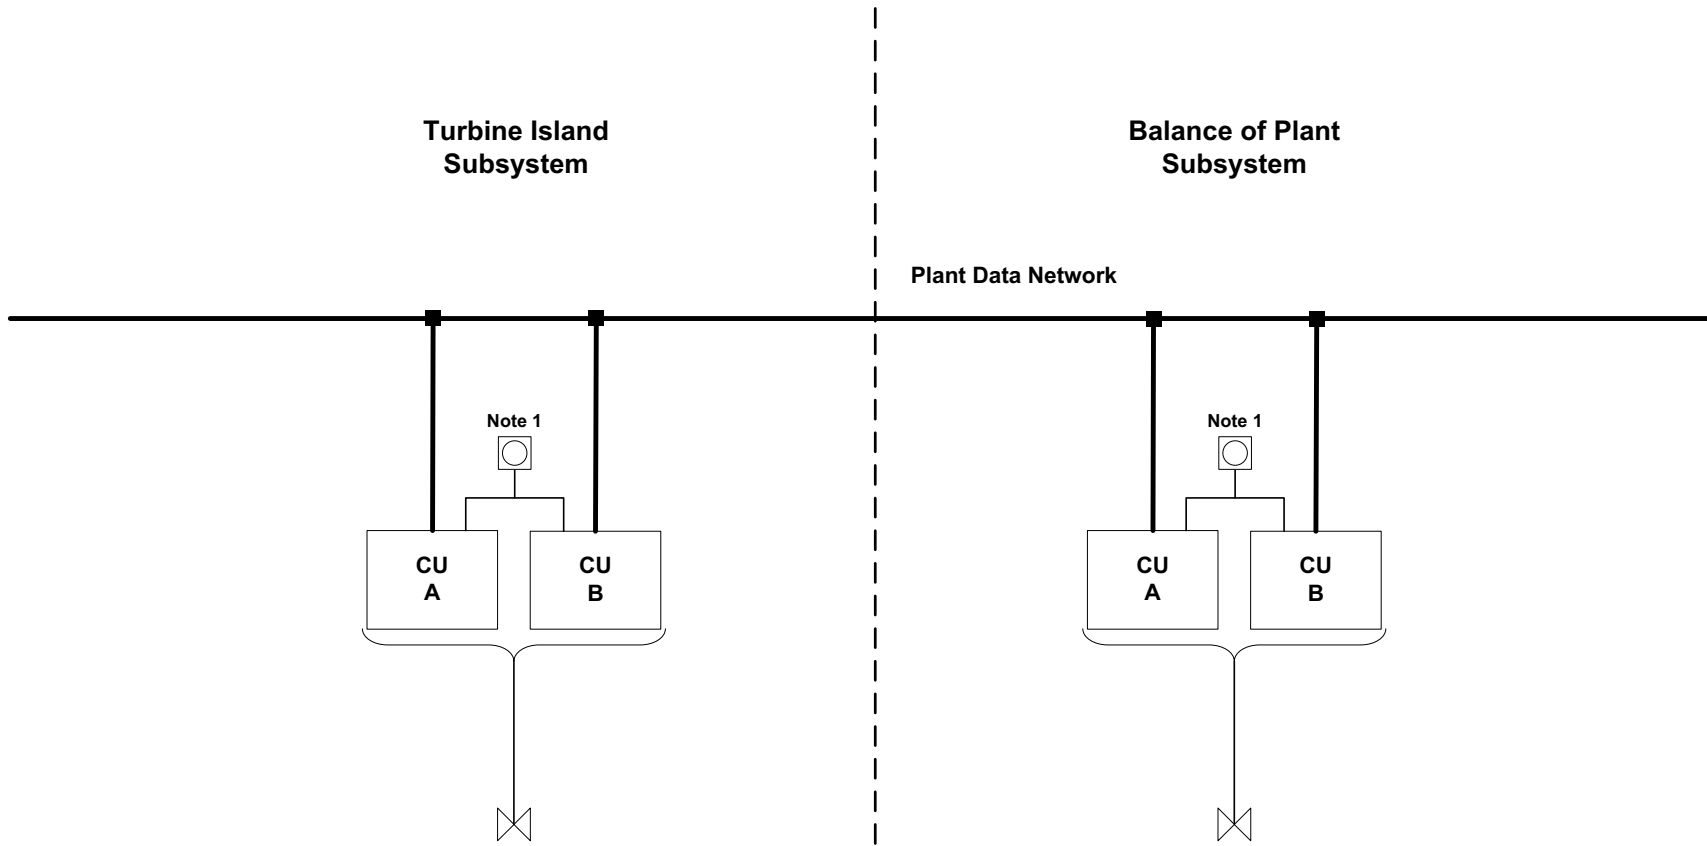 Turbine Island
Subsystem
Balance of Plant
Subsystem
Plant Data Network
Note 1
Note 1
CU
A
CU
B
CU
A
CU
B